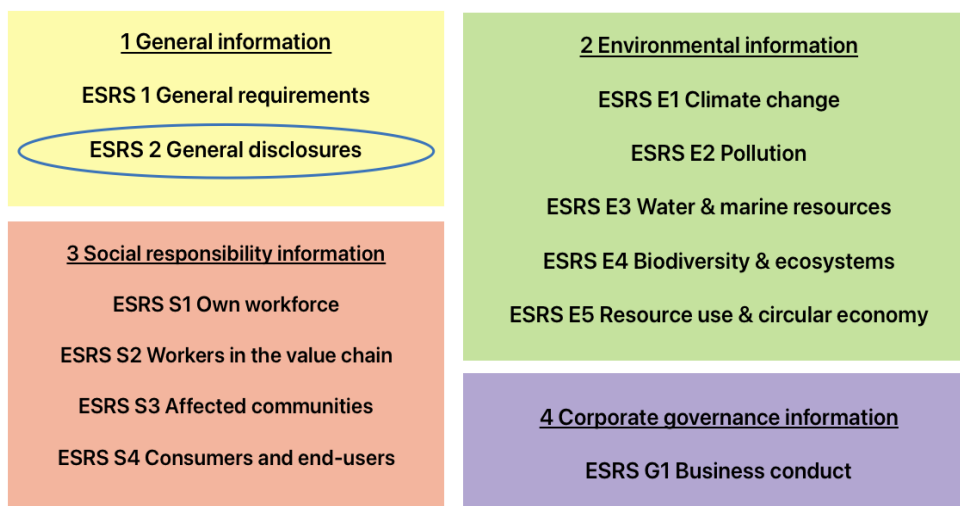 1 General information
ESRS 1 General requirements
ESRS 2 General disclosures
2 Environmental information
ESRS E1 Climate change
ESRS E2 Pollution
ESRS E3 Water & marine resources
ESRS E4 Biodiversity & ecosystems
ESRS E5 Resource use & circular economy
3 Social responsibility information
ESRS S1 Own workforce
ESRS S2 Workers in the value chain
ESRS S3 Affected communities
ESRS S4 Consumers and end-users
4 Corporate governance information
ESRS G1 Business conduct